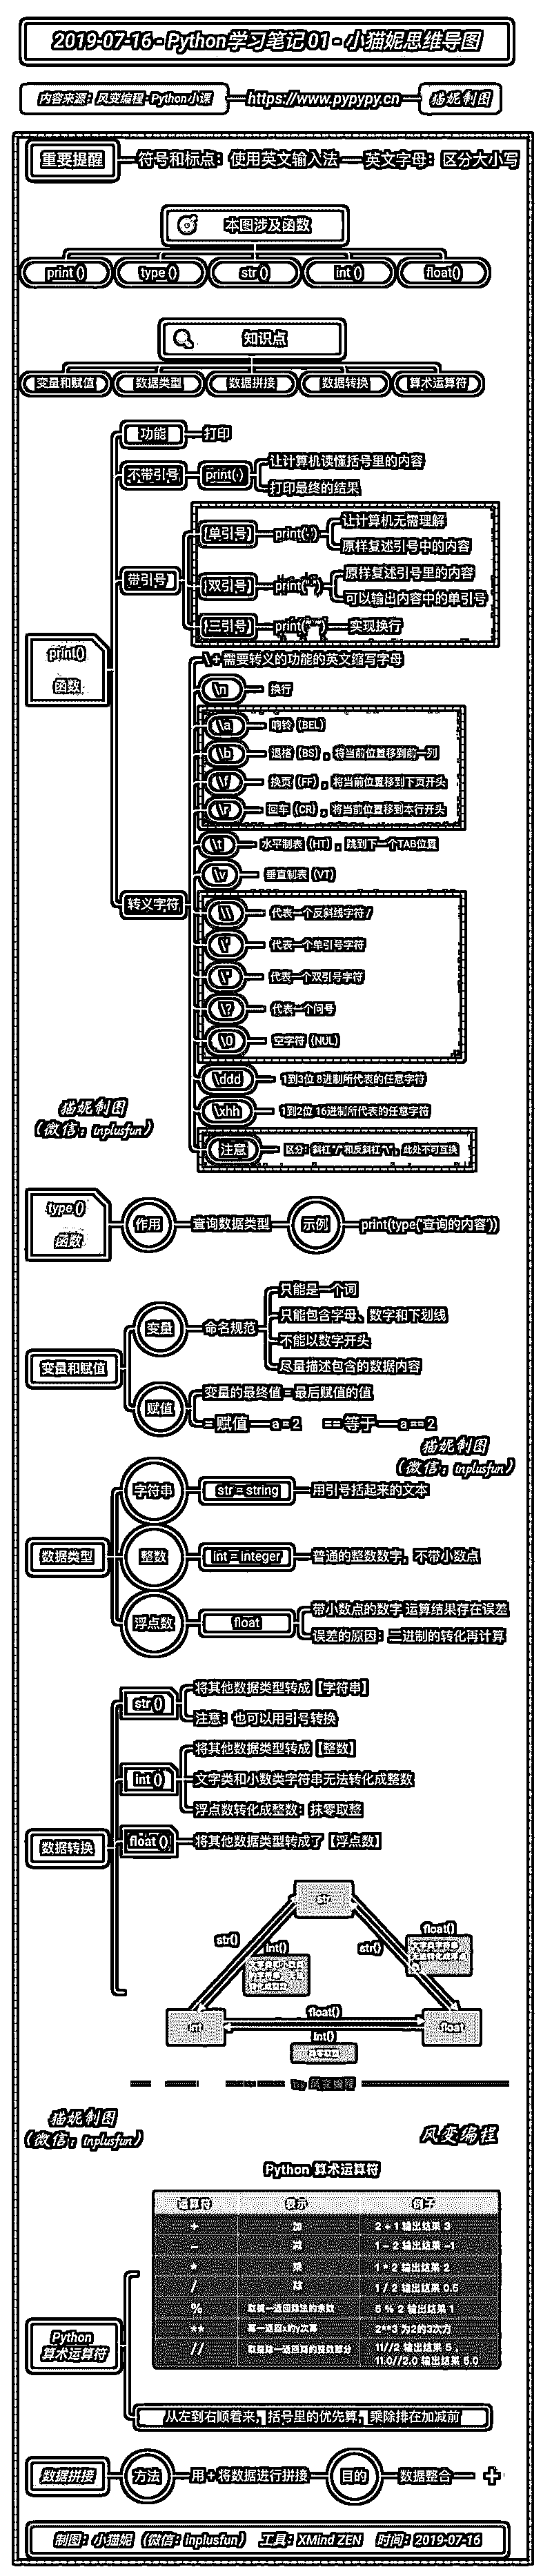 2019-07-16 - Python学习笔记 01 - 小猫妮思维导图
内容来源：风变编程 -Python小课
https://www.pypypy.cn
猫妮制图
重要提醒
符号和标点：使用英文输入法
英文字母：区分大小写
本图涉及函数
print ()
type ()
str ()
int ()
float()
知识点
变量和赋值
数据类型
数据拼接
数据转换
算术运算符
print()
函数
功能
打印
不带引号
print( )
让计算机读懂括号里的内容
打印最终的结果
带引号
单引号
print(' ')
让计算机无需理解
原样复述引号中的内容
双引号
print(" ")
原样复述引号里的内容
可以输出内容中的单引号
三引号
实现换行
转义字符
\ + 需要转义的功能的英文缩写字母
\n
换行
\a
响铃（BEL）
\b
退格（BS），将当前位置移到前一列
\f
换页（FF），将当前位置移到下页开头
\r
回车（CR），将当前位置移到本行开头
\t
水平制表（HT），跳到下一个TAB位置
\v
垂直制表（VT）
\\
代表一个反斜线字符 /
\'
代表一个单引号字符
\"
代表一个双引号字符
\?
代表一个问号
\0
空字符（NUL）
\ddd
1到3位 8进制所代表的任意字符
\xhh
1到2位 16进制所代表的任意字符
注意
区分：斜杠"/"和反斜杠"\"，此处不可互换
猫妮制图
（微信：inplusfun）
type ()
函数
作用
查询数据类型
示例
print(type('查询的内容'))
变量和赋值
变量
命名规范
只能是一个词
只能包含字母、数字和下划线
不能以数字开头
尽量描述包含的数据内容
赋值
变量的最终值 = 最后赋值的值
= 赋值
a = 2
== 等于
a == 2
猫妮制图
（微信：inplusfun）
数据类型
字符串
str = string
用引号括起来的文本
整数
int = integer
普通的整数数字，不带小数点
浮点数
float
带小数点的数字 运算结果存在误差
误差的原因：二进制的转化再计算
数据转换
str ()
将其他数据类型转成【字符串】
注意：也可以用引号转换
int ()
将其他数据类型转成【整数】
文字类和小数类字符串无法转化成整数
浮点数转化成整数：抹零取整
float ()
将其他数据类型转成了【浮点数】
str
str()
int()
str()
float()
int
float()
int()
float
抹零取整
by 风变编程
猫妮制图
（微信：inplusfun）
风变编程
Python 算术运算符
运算符
表示
例子
+
加
2 + 1 输出结果 3
-
减
1 - 2 输出结果 -1
*
乘
1 * 2 输出结果 2
/
除
1 / 2 输出结果 0.5
%
取模—返回除法的余数
5 % 2 输出结果 1
**
幂—返回x的y次幂
2**3 为2的3次方
//
取整除—返回商的整数部分
11//2 输出结果 5，
11.0//2.0 输出结果 5.0
Python
算术运算符
从左到右顺着来，括号里的优先算，乘除排在加减前
数据拼接
方法
用 + 将数据进行拼接
目的
数据整合
+
制图：小猫妮（微信：inplusfun） 工具：XMind ZEN 时间：2019-07-16